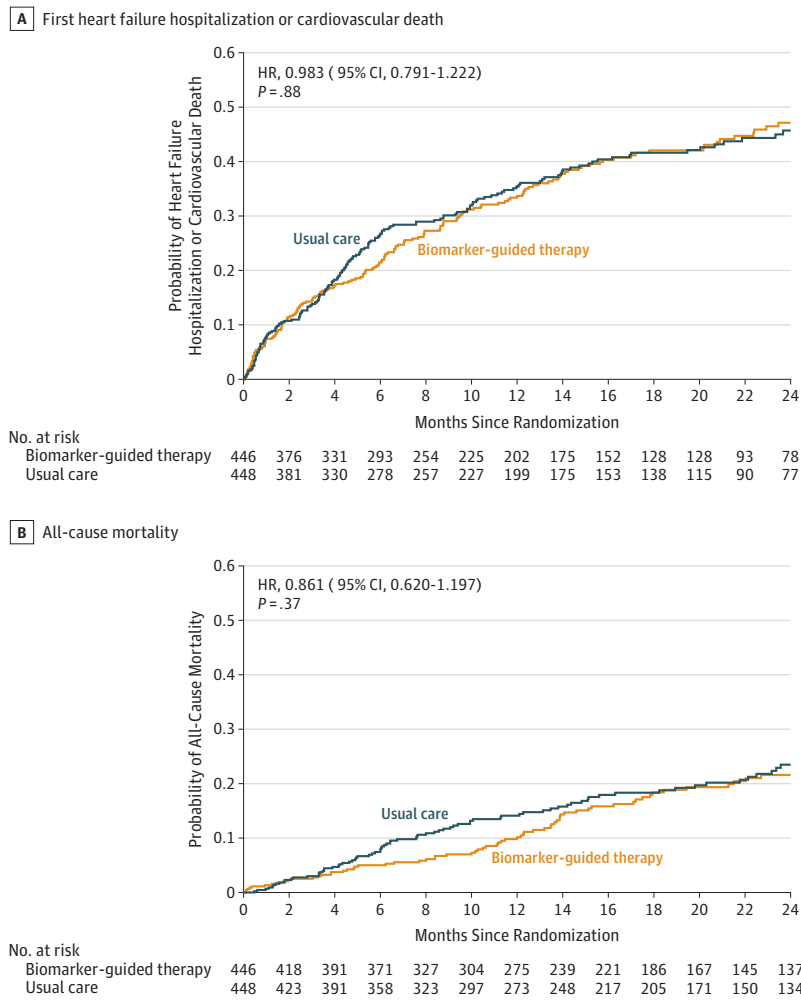 A First heart failure hospitalization or cardiovascular death
0.6
HR, 0.983 ( 95% CI, 0.791-1.222)
P = .88
0.5
0.4
0.3
0.2
0.1
0
Probability of Heart Failure
Hospitalization or Cardiovascular Death
Usual care
Biomarker-guided therapy
0 2 4 6 8 10 12 14 16 18 20 22 24
Months Since Randomization
No. at risk
Biomarker-guided therapy 446 376 331 293 254 225 202 175 152 128 128 93 78
Usual care 448 381 330 278 257 227 199 175 153 138 115 90 77
B All-cause mortality
0.6
HR, 0.861 ( 95% CI, 0.620-1.197)
P = .37
0.5
0.4
0.3
0.2
0.1
0
Probability of All-Cause Mortality
Usual care
Biomarker-guided therapy
0 2 4 6 8 10 12 14 16 18 20 22 24
Months Since Randomization
No. at risk
Biomarker-guided therapy 446 418 391 371 327 304 275 239 221 186 167 145 137
Usual care 448 423 391 358 323 297 273 248 217 205 171 150 134